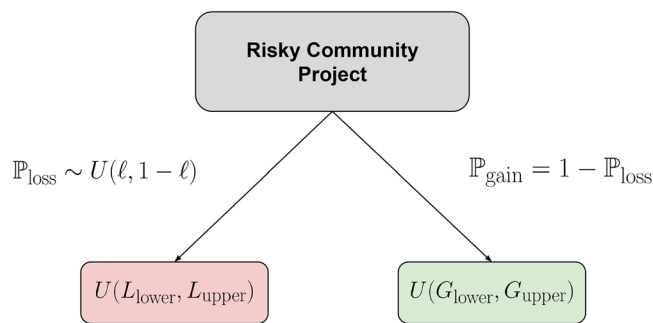 Risky Community
Project
ℙ_loss ∼ U(ℓ, 1 − ℓ)
ℙ_gain = 1 − ℙ_loss
U(L_lower, L_upper)
U(G_lower, G_upper)